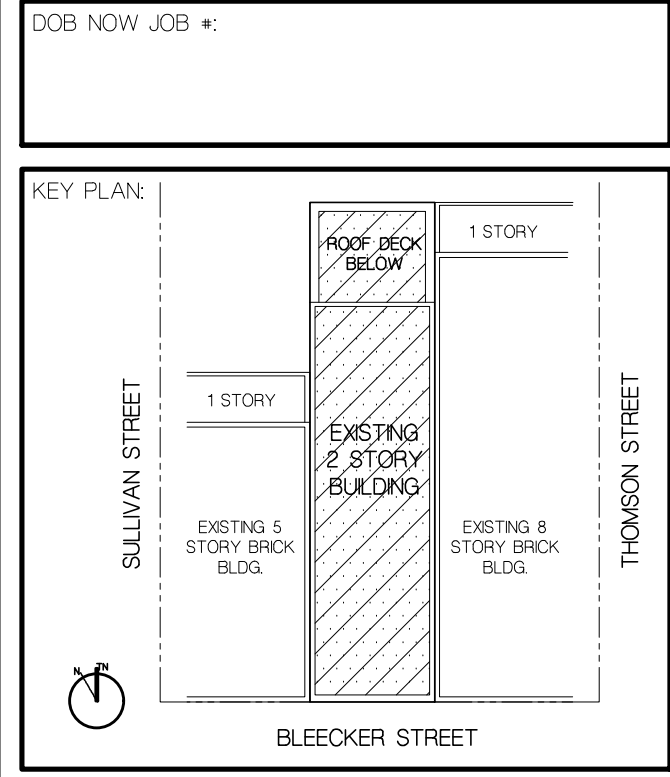 DOB NOW JOB #:
KEY PLAN:
ROOF DECK
BELOW
1 STORY
1 STORY
SULLIVAN STREET
EXISTING
2 STORY
BUILDING
THOMSON STREET
EXISTING 5
STORY BRICK
BLDG.
EXISTING 8
STORY BRICK
BLDG.
N
TN
BLEECKER STREET